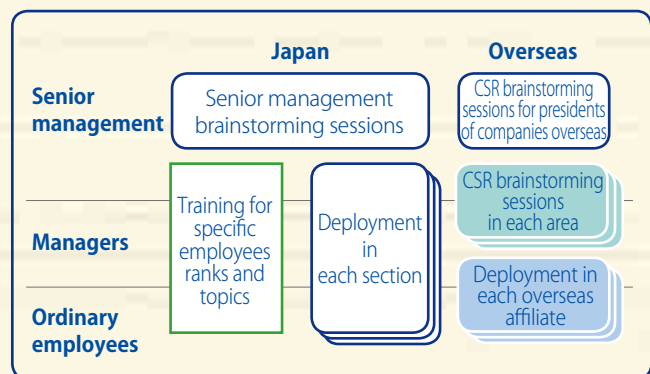 Japan
Overseas
Senior
management
Senior management
brainstorming sessions
CSR brainstorming
sessions for presidents
of companies overseas
Managers
Training for
specific
employees
ranks and
topics
Deployment
in
each section
CSR brainstorming
sessions
in each area
Ordinary
employees
Deployment in
each overseas
affiliate